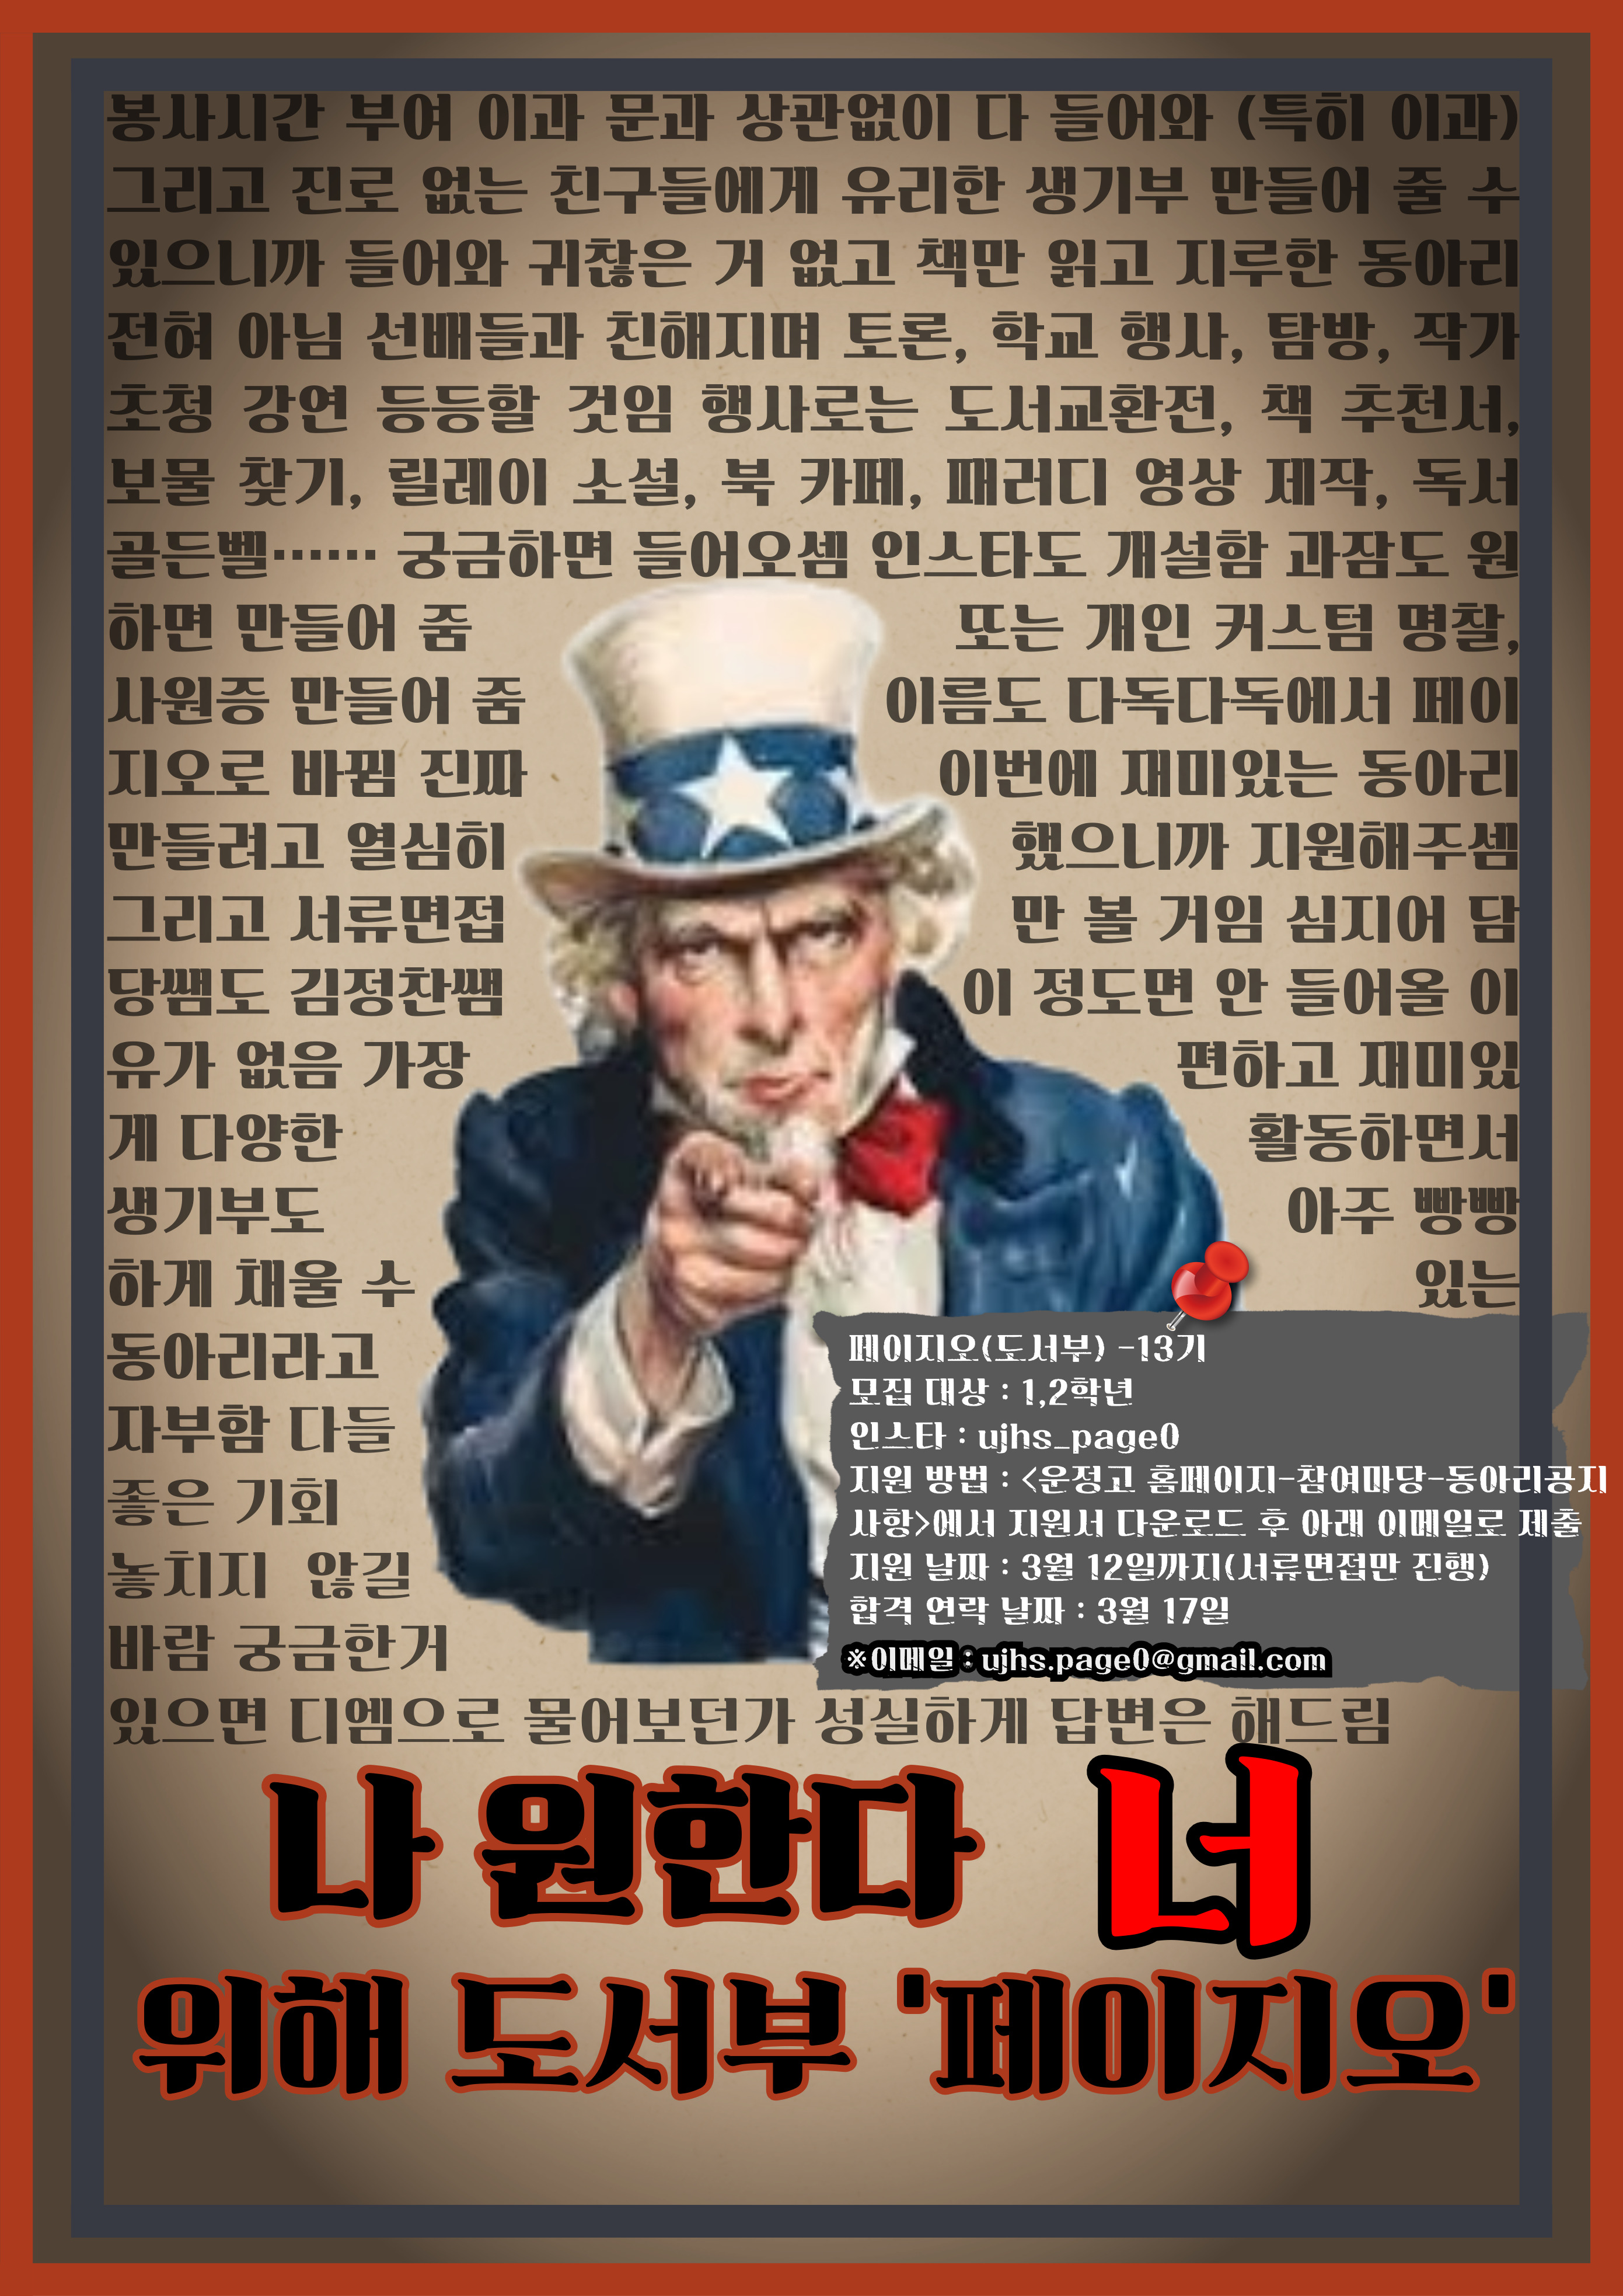 봉사시간 부여 이과 문과 상관없이 다 들어와 (특히 이과)
그리고 진로 없는 친구들에게 유리한 생기부 만들어 줄 수
있으니까 들어와 귀찮은 거 없고 책만 읽고 지루한 동아리
전혀 아님 선배들과 친해지며 토론, 학교 행사, 탐방, 작가
초청 강연 등등할 것임 행사로는 도서교환전, 책 추천서,
보물 찾기, 릴레이 소설, 북 카페, 패러디 영상 제작, 독서
골든벨…… 궁금하면 들어오셈 인스타도 개설함 과잠도 원
하면 만들어 줌 또는 개인 커스텀 명찰,
사원증 만들어 줌 이름도 다독다독에서 페이
지오로 바뀜 진짜 이번에 재미있는 동아리
만들려고 열심히 했으니까 지원해주셈
그리고 서류면접 만 볼 거임 심지어 담
당쌤도 김정찬쌤 이 정도면 안 들어올 이
유가 없음 가장 편하고 재미있
게 다양한 활동하면서
생기부도 아주 빵빵
하게 채울 수 있는
동아리라고
자부함 다들
좋은 기회
놓치지 않길
바람 궁금한거
있으면 디엠으로 물어보던가 성실하게 답변은 해드림
페이지오(도서부) -13기
모집 대상 : 1,2학년
인스타 : ujhs_page0
지원 방법 : <운정고 홈페이지-참여마당-동아리공지
사항>에서 지원서 다운로드 후 아래 이메일로 제출
지원 날짜 : 3월 12일까지(서류면접만 진행)
합격 연락 날짜 : 3월 17일
※이메일 : ujhs.page0@gmail.com
나 원한다 너
위해 도서부 '페이지오'